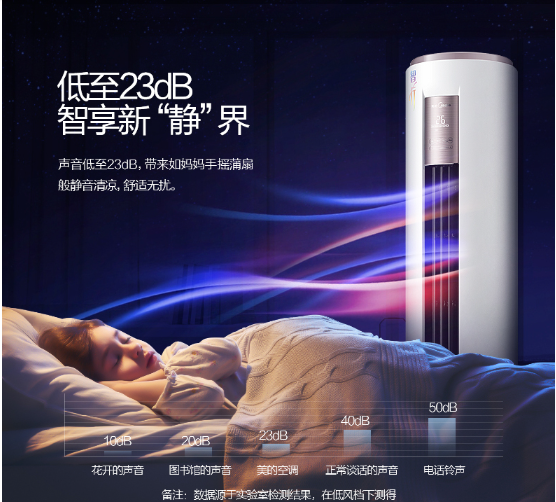 低至23dB
智享新“静”界
声音低至23dB, 带来如妈妈手摇蒲扇
般静音清凉, 舒适无扰。
26
10dB
20dB
23dB
40dB
50dB
花开的声音
图书馆的声音
美的空调
正常谈话的声音
电话铃声
备注：数据源于实验室检测结果，在低风档下测得